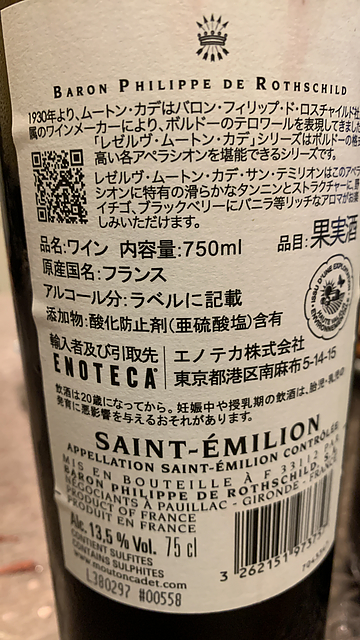 BARON PHILIPPE DE ROTHSCHILD
1930年より、ムートン・カデはバロン・フィリップ・ド・ロスチャイルド社
属のワインメーカーにより、ボルドーのテロワールを表現してきまし
「レゼルヴ・ムートン・カデ」シリーズはボルドーの格
高い各アペラシオンを堪能できるシリーズです。
レゼルヴ・ムートン・カデ・サン・テミリオンはこのアペラ
シオンに特有の滑らかなタンニンとストラクチャーに、
イチゴ、ブラックベリーにバニラ等リッチなアロマがお楽
しみいただけます。
品名:ワイン 内容量:750ml 品目:果実酒
原産国名:フランス
アルコール分:ラベルに記載
添加物:酸化防止剤(亜硫酸塩)含有
輸入者及び引取先 エノテカ株式会社
ENOTECA 東京都港区南麻布5-14-15
飲酒は20歳になってから。妊娠中や授乳期の飲酒は、胎児・乳児の
発育に悪影響を与えるおそれがあります。
SAINT-ÉMILION
APPELLATION SAINT-ÉMILION CONTRÔLÉE
MIS EN BOUTEILLE À F 33112 PAR
BARON PHILIPPE DE ROTHSCHILD
NÉGOCIANTS À PAUILLAC - GIRONDE - FRANCE
PRODUCT OF FRANCE
PRODUIT EN FRANCE
Alc. 13,5 % Vol. 75 cl
CONTAINS SULFITES
CONTAINS SULPHITES
www.moutoncadet.com
L380297 #00558
3 262151 9757